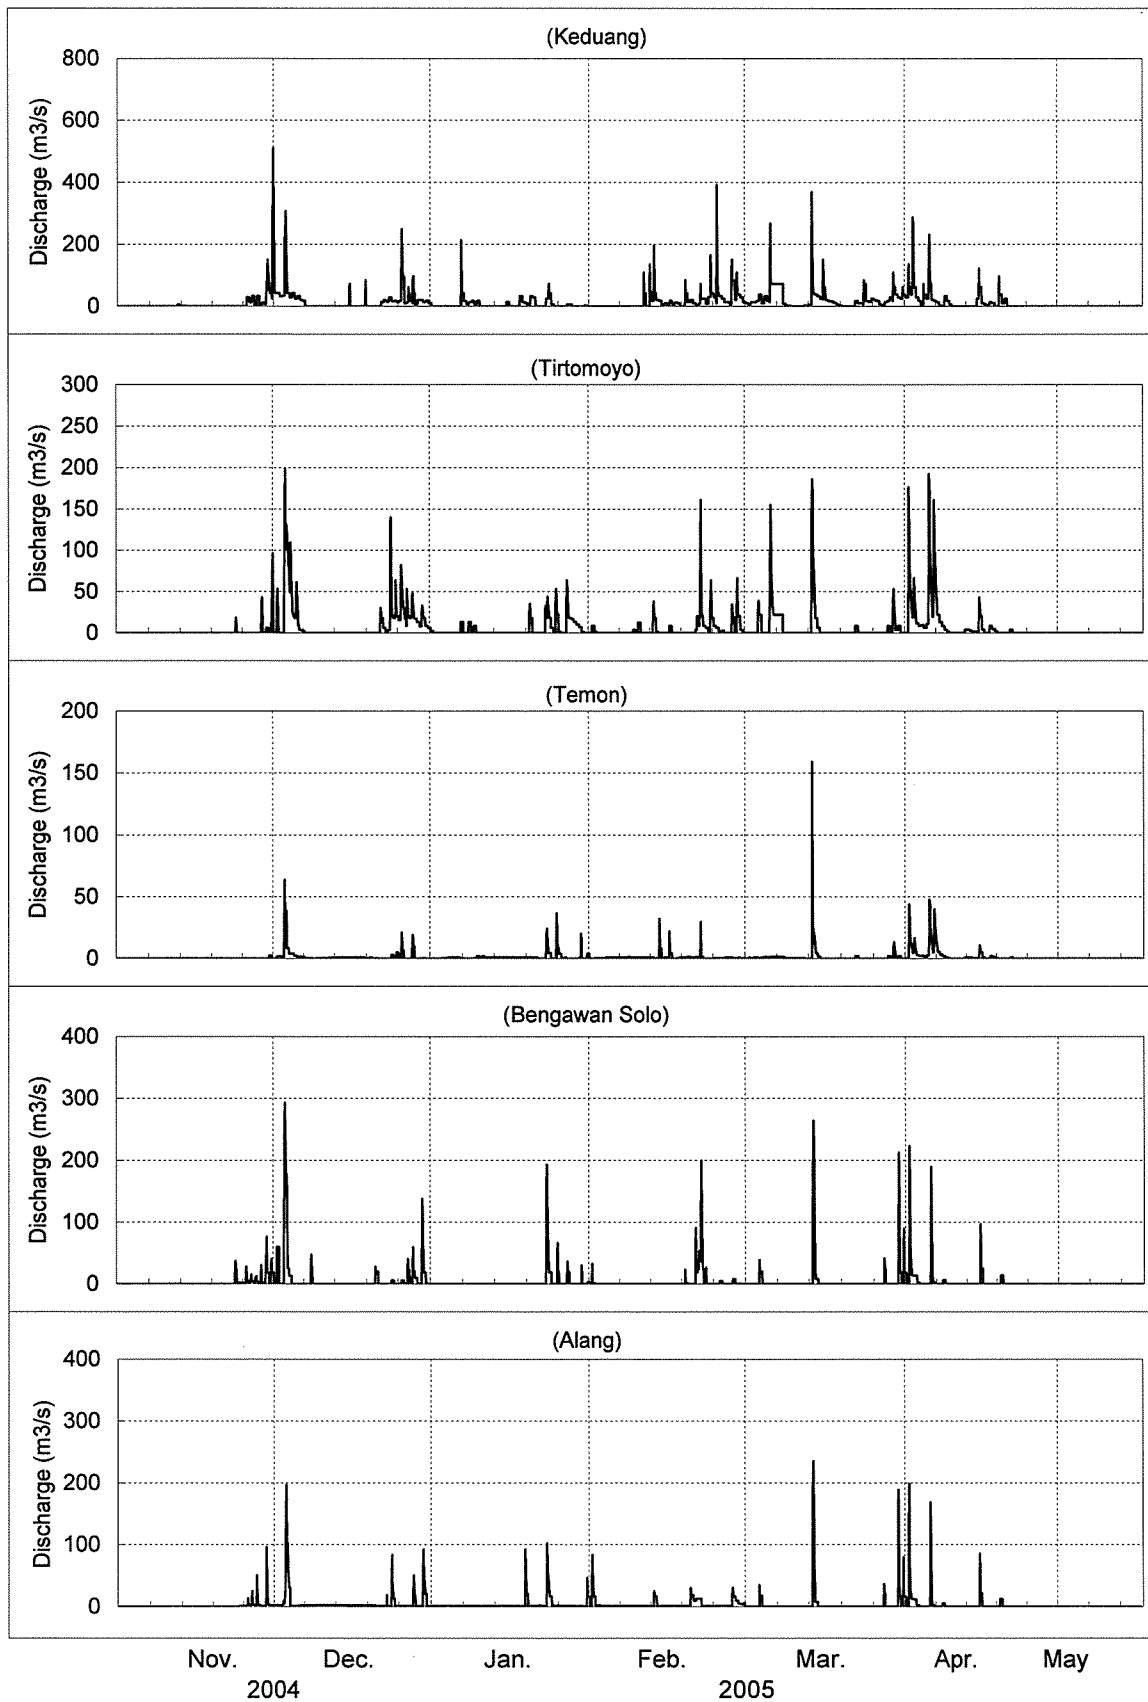 (Keduang)
800
600
400
200
0
Discharge (m3/s)
(Tirtomoyo)
300
250
200
150
100
50
0
Discharge (m3/s)
(Temon)
200
150
100
50
0
Discharge (m3/s)
(Bengawan Solo)
400
300
200
100
0
Discharge (m3/s)
(Alang)
400
300
200
100
0
Discharge (m3/s)
Nov. Dec. Jan. Feb. Mar. Apr. May
2004 2005